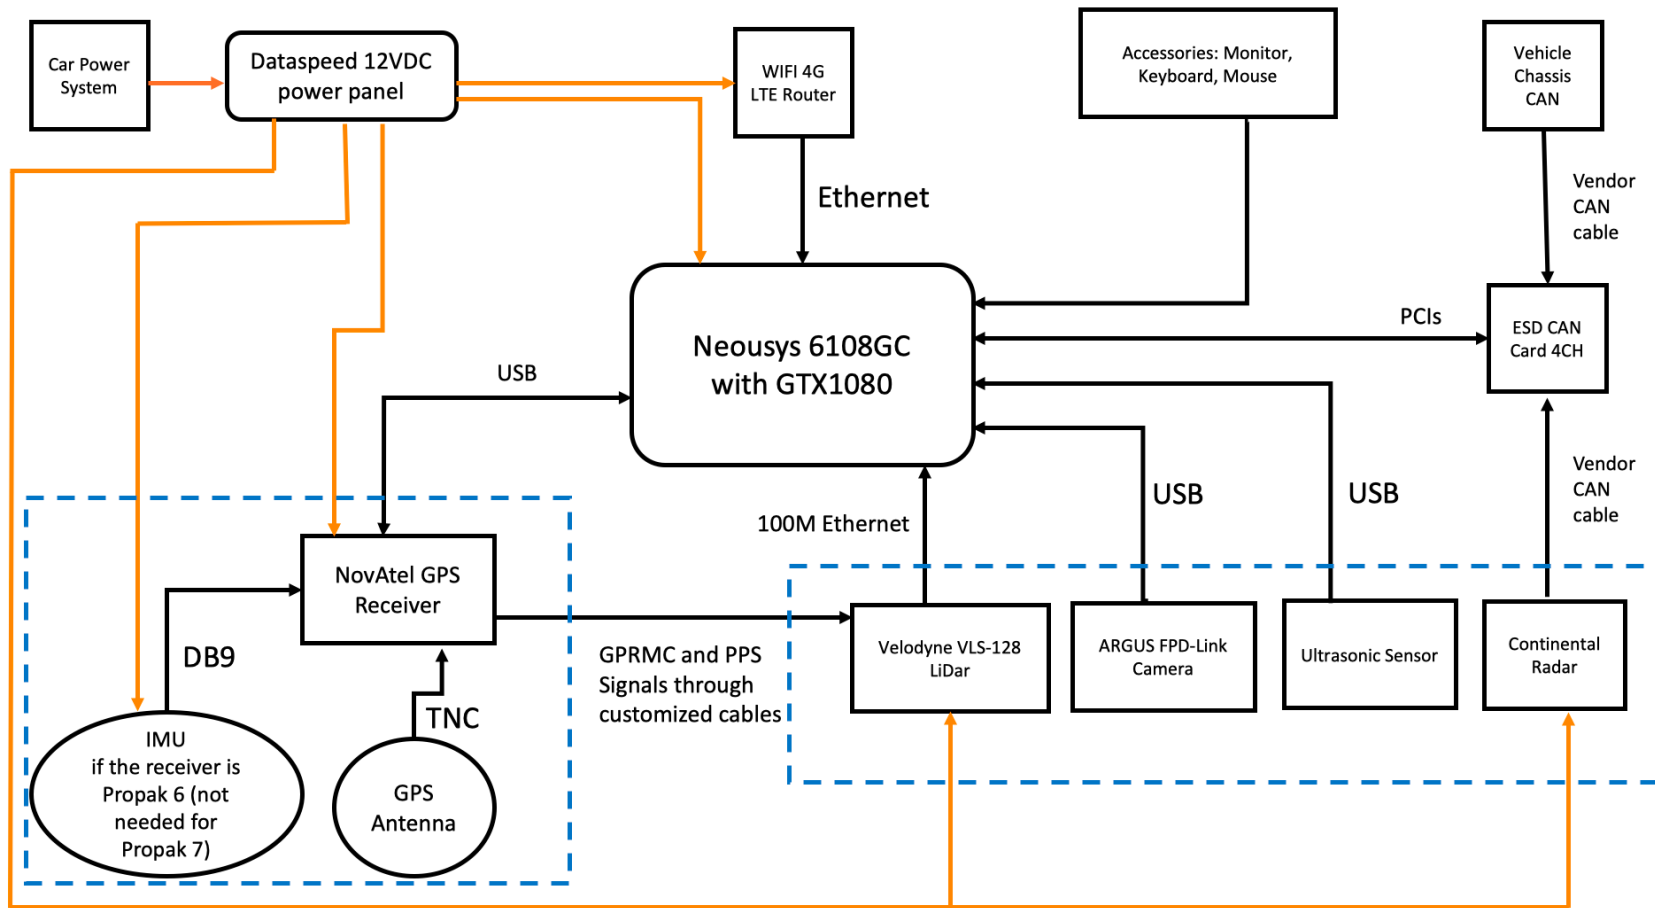 Car Power
System
Dataspeed 12VDC
power panel
WIFI 4G
LTE Router
Accessories: Monitor,
Keyboard, Mouse
Vehicle
Chassis
CAN
Ethernet
Vendor
CAN
cable
Neousys 6108GC
with GTX1080
PCIs
ESD CAN
Card 4CH
USB
100M Ethernet
USB
USB
Vendor
CAN
cable
NovAtel GPS
Receiver
DB9
TNC
GPRMC and PPS
Signals through
customized cables
Velodyne VLS-128
LiDar
ARGUS FPD-Link
Camera
Ultrasonic Sensor
Continental
Radar
IMU
if the receiver is
Propak 6 (not
needed for
Propak 7)
GPS
Antenna